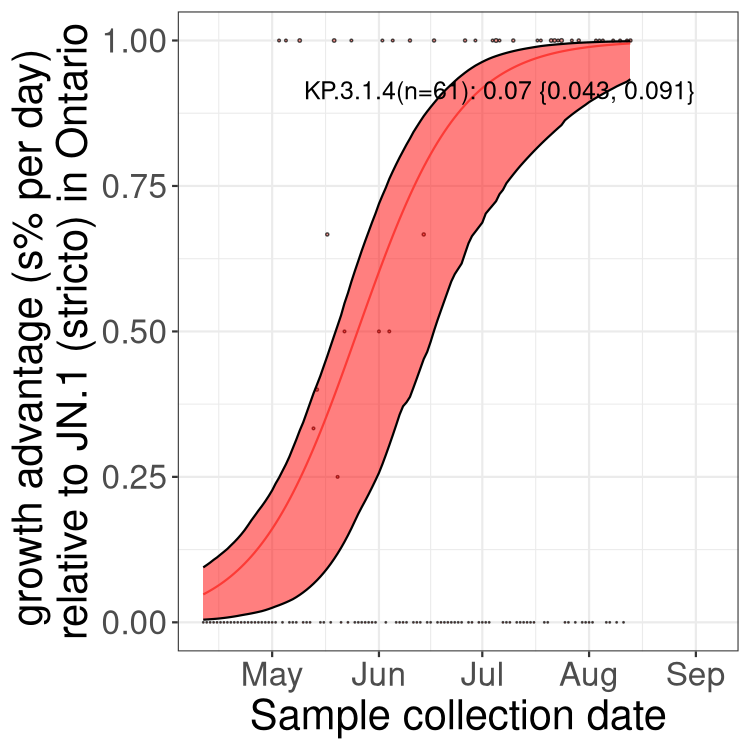 growth advantage (s% per day)
relative to JN.1 (stricto) in Ontario
1.00
0.75
0.50
0.25
0.00
KP.3.1.4(n=61): 0.07 {0.043, 0.091}
May Jun Jul Aug Sep
Sample collection date